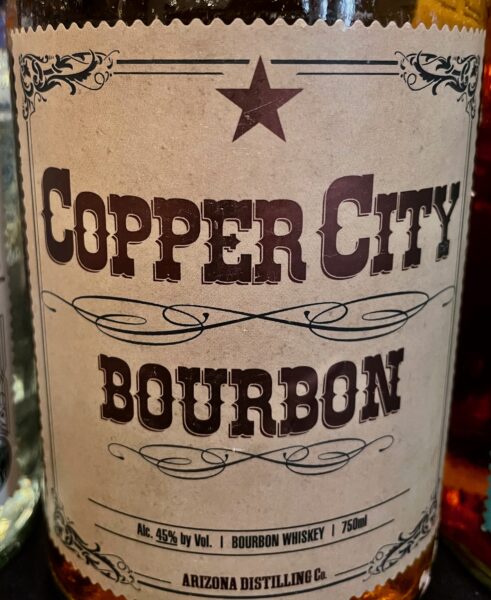 COPPER CITY
BOURBON
Alc. 45% by Vol. | BOURBON WHISKEY | 750ml
ARIZONA DISTILLING Co.